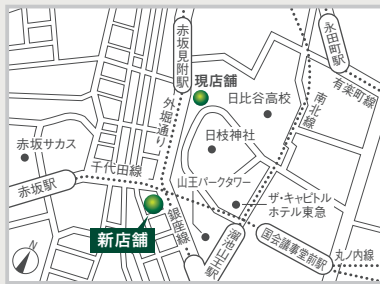 赤坂見附駅
永田町駅
現店舗
有楽町線
外堀通り
日比谷高校
南北線
日枝神社
赤坂サカス
千代田線
山王パークタワー
赤坂駅
ザ・キャピトル
ホテル東急
新店舗
銀座線
溜池山王駅
国会議事堂前駅
丸ノ内線
N